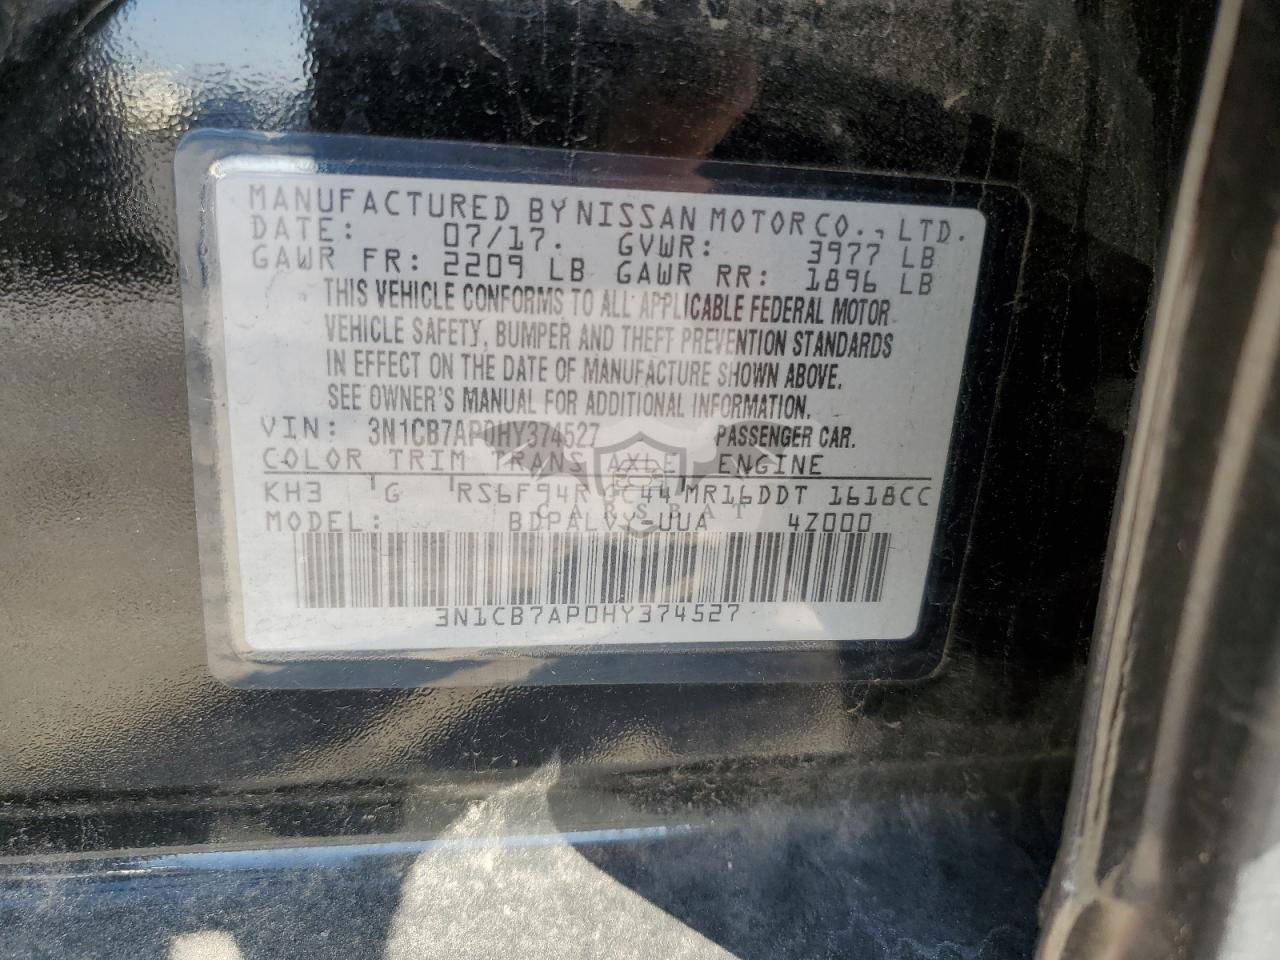 MANUFACTURED BY NISSAN MOTOR CO., LTD.
DATE: 07/17. GVWR: 3977 LB
GAWR FR: 2209 LB GAWR RR: 1896 LB
THIS VEHICLE CONFORMS TO ALL APPLICABLE FEDERAL MOTOR
VEHICLE SAFETY, BUMPER AND THEFT PREVENTION STANDARDS
IN EFFECT ON THE DATE OF MANUFACTURE SHOWN ABOVE.
SEE OWNER'S MANUAL FOR ADDITIONAL INFORMATION.
VIN: 3N1CB7AP0HY374527 PASSENGER CAR.
COLOR TRIM TRANS AXLE ENGINE
KH3 G RS6F94R GC44 MR16DDT 1618CC
CARSBAT
MODEL: 4Z000
3N1CB7AP0HY374527